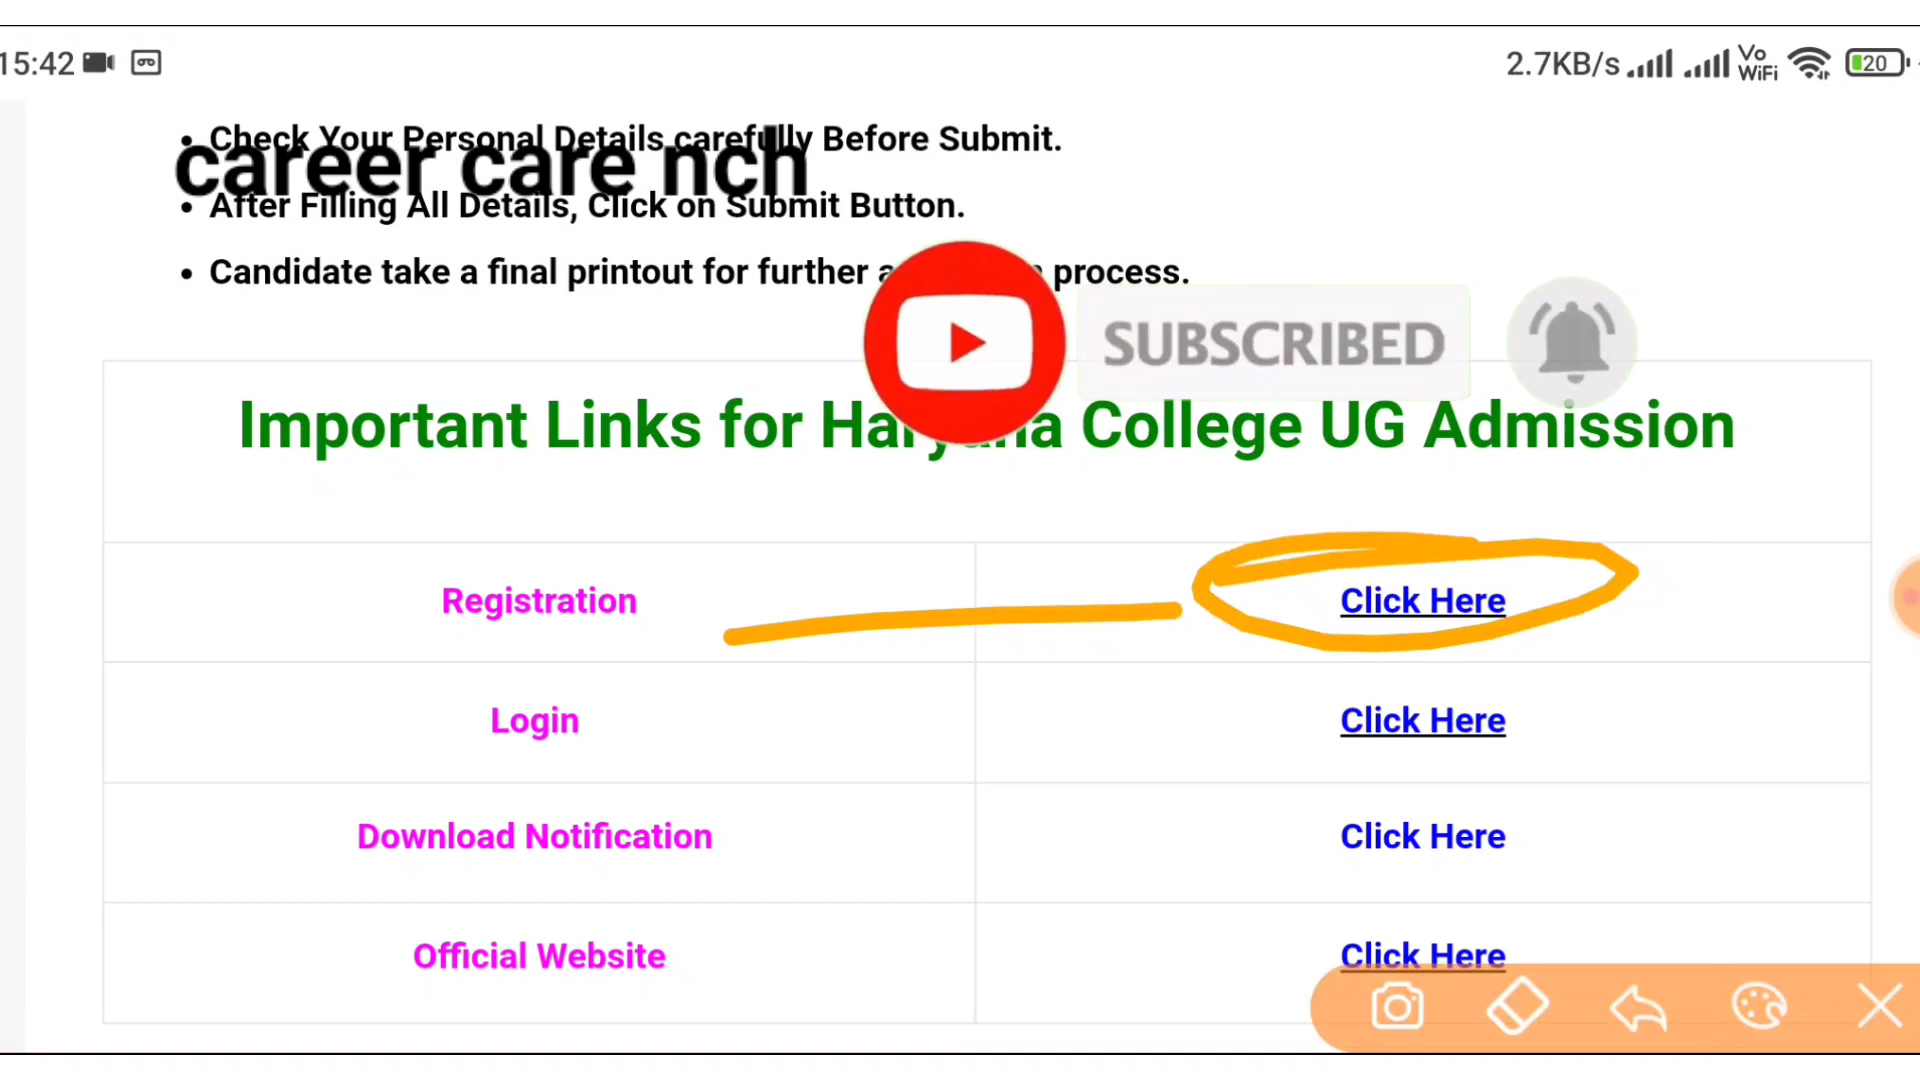 15:42 2.7KB/s Vo WiFi 20
• Check Your Personal Details carefully Before Submit.
career care nch
• After Filling All Details, Click on Submit Button.
• Candidate take a final printout for further process.
SUBSCRIBED
Important Links for Haryana College UG Admission
Registration Click Here
Login Click Here
Download Notification Click Here
Official Website Click Here